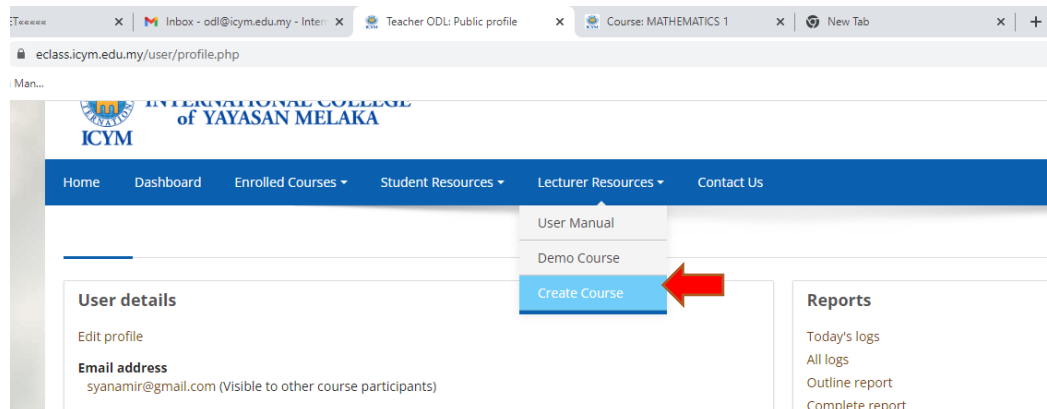 Inbox - odl@icym.edu.my - Intern
Teacher ODL: Public profile
Course: MATHEMATICS 1
New Tab
eclass.icym.edu.my/user/profile.php
Man...
INTERNATIONAL COLLEGE
of YAYASAN MELAKA
ICYM
Home Dashboard Enrolled Courses Student Resources Lecturer Resources Contact Us
User Manual
Demo Course
Create Course
User details
Edit profile
Email address
syanamir@gmail.com (Visible to other course participants)
Reports
Today's logs
All logs
Outline report
Complete report